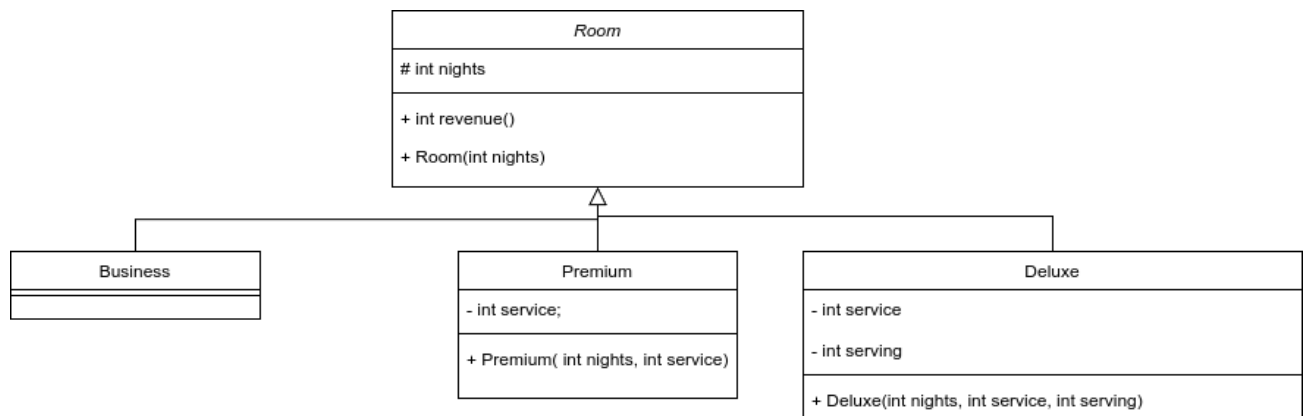 Room
# int nights
+ int revenue()
+ Room(int nights)
Business
Premium
- int service;
+ Premium( int nights, int service)
Deluxe
- int service
- int serving
+ Deluxe(int nights, int service, int serving)